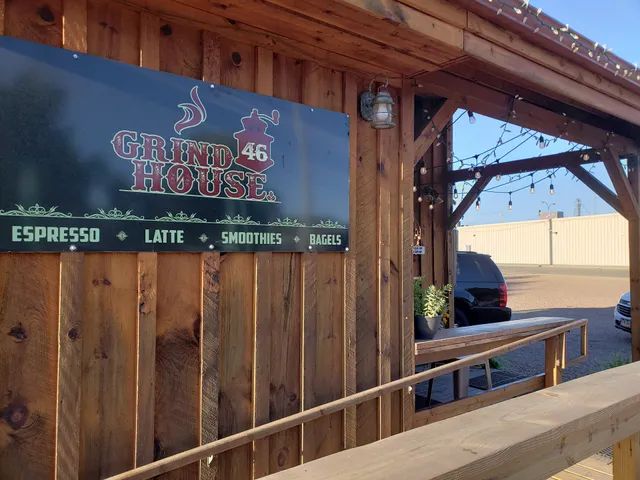 GRIND 46
HOUSE
ESPRESSO LATTE SMOOTHIES BAGELS